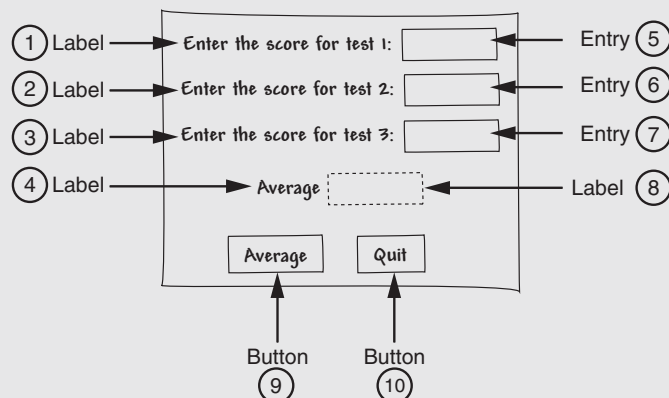 1 Label Enter the score for test 1: Entry 5
2 Label Enter the score for test 2: Entry 6
3 Label Enter the score for test 3: Entry 7
4 Label Average Label 8
Average Quit
Button Button
9 10